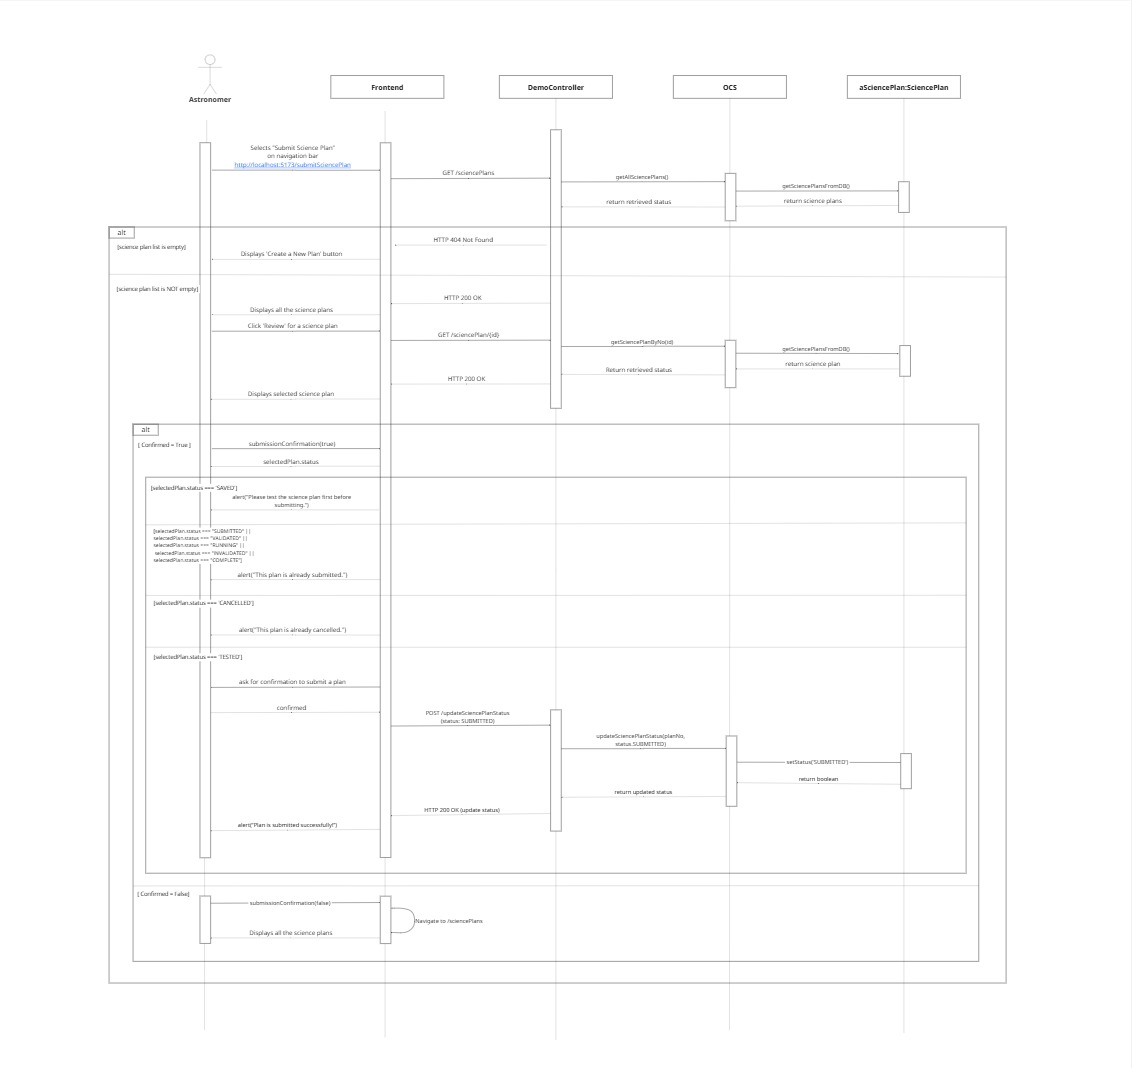 Astronomer
Frontend
DemoController
OCS
aSciencePlan:SciencePlan
Selects "Submit Science Plan"
on navigation bar
http://localhost:5173/submitSciencePlan
GET /sciencePlans
getAllSciencePlans()
getSciencePlansFromDB()
return science plans
return retrieved status
alt
[science plan list is empty]
HTTP 404 Not Found
Displays 'Create a New Plan' button
[science plan list is NOT empty]
HTTP 200 OK
Displays all the science plans
Click 'Review' for a science plan
GET /sciencePlan/{id}
getSciencePlanByNo(id)
getSciencePlansFromDB()
return science plan
Return retrieved status
HTTP 200 OK
Displays selected science plan
alt
[ Confirmed = True ]
submissionConfirmation(true)
selectedPlan.status
[selectedPlan.status === 'SAVED']
alert("Please test the science plan first before
submitting.")
[selectedPlan.status === "SUBMITTED" ||
selectedPlan.status === "VALIDATED" ||
selectedPlan.status === "RUNNING" ||
selectedPlan.status === "INVALIDATED" ||
selectedPlan.status === "COMPLETE"]
alert("This plan is already submitted.")
[selectedPlan.status === 'CANCELLED']
alert("This plan is already cancelled.")
[selectedPlan.status === 'TESTED']
ask for confirmation to submit a plan
confirmed
POST /updateSciencePlanStatus
(status: SUBMITTED)
updateSciencePlanStatus(planNo,
status.SUBMITTED)
setStatus('SUBMITTED')
return boolean
return updated status
HTTP 200 OK (update status)
alert("Plan is submitted successfully!")
[ Confirmed = False]
submissionConfirmation(false)
Navigate to /sciencePlans
Displays all the science plans